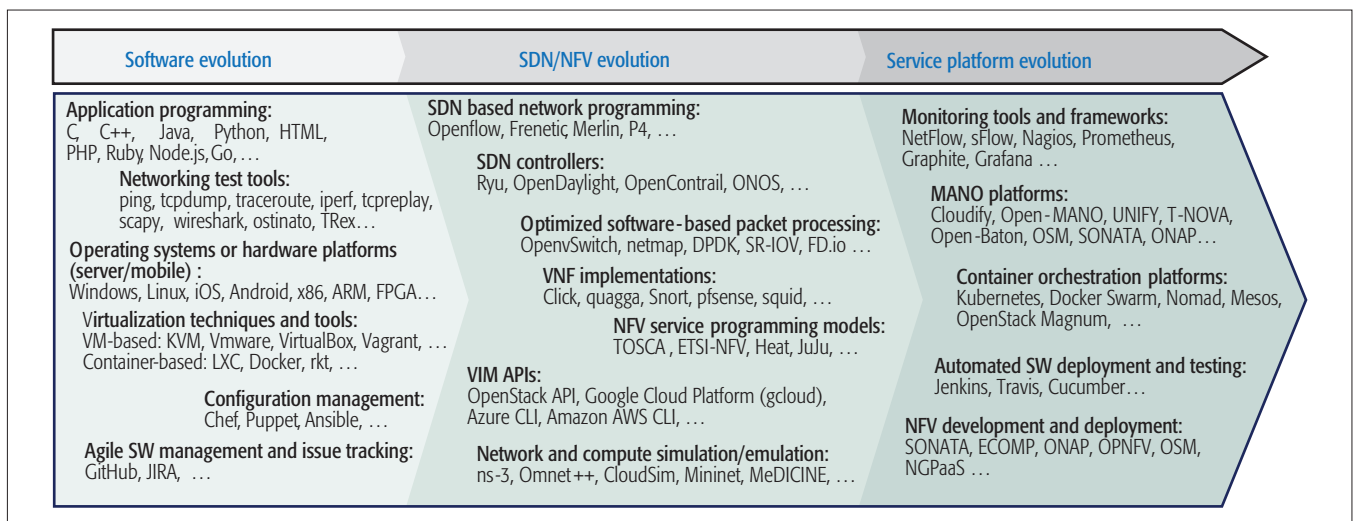 Software evolution
SDN/NFV evolution
Service platform evolution
Application programming:
C, C++, Java, Python, HTML,
PHP, Ruby, Node.js, Go, ...
Networking test tools:
ping, tcpdump, traceroute, iperf, tcpreplay,
scapy, wireshark, ostinato, TRex...
Operating systems or hardware platforms
(server/mobile) :
Windows, Linux, iOS, Android, x86, ARM, FPGA...
Virtualization techniques and tools:
VM-based: KVM, Vmware, VirtualBox, Vagrant, ...
Container-based: LXC, Docker, rkt, ...
Configuration management:
Chef, Puppet, Ansible, ...
Agile SW management and issue tracking:
GitHub, JIRA, ...
SDN based network programming:
Openflow, Frenetic, Merlin, P4, ...
SDN controllers:
Ryu, OpenDaylight, OpenContrail, ONOS, ...
Optimized software-based packet processing:
OpenvSwitch, netmap, DPDK, SR-IOV, FD.io ...
VNF implementations:
Click, quagga, Snort, pfsense, squid, ...
NFV service programming models:
TOSCA , ETSI-NFV, Heat, JuJu, ...
VIM APIs:
OpenStack API, Google Cloud Platform (gcloud),
Azure CLI, Amazon AWS CLI, ...
Network and compute simulation/emulation:
ns-3, Omnet++, CloudSim, Mininet, MeDICINE, ...
Monitoring tools and frameworks:
NetFlow, sFlow, Nagios, Prometheus,
Graphite, Grafana ...
MANO platforms:
Cloudify, Open-MANO, UNIFY, T-NOVA,
Open-Baton, OSM, SONATA, ONAP...
Container orchestration platforms:
Kubernetes, Docker Swarm, Nomad, Mesos,
OpenStack Magnum, ...
Automated SW deployment and testing:
Jenkins, Travis, Cucumber...
NFV development and deployment:
SONATA, ECOMP, ONAP, OPNFV, OSM,
NGPaaS ...